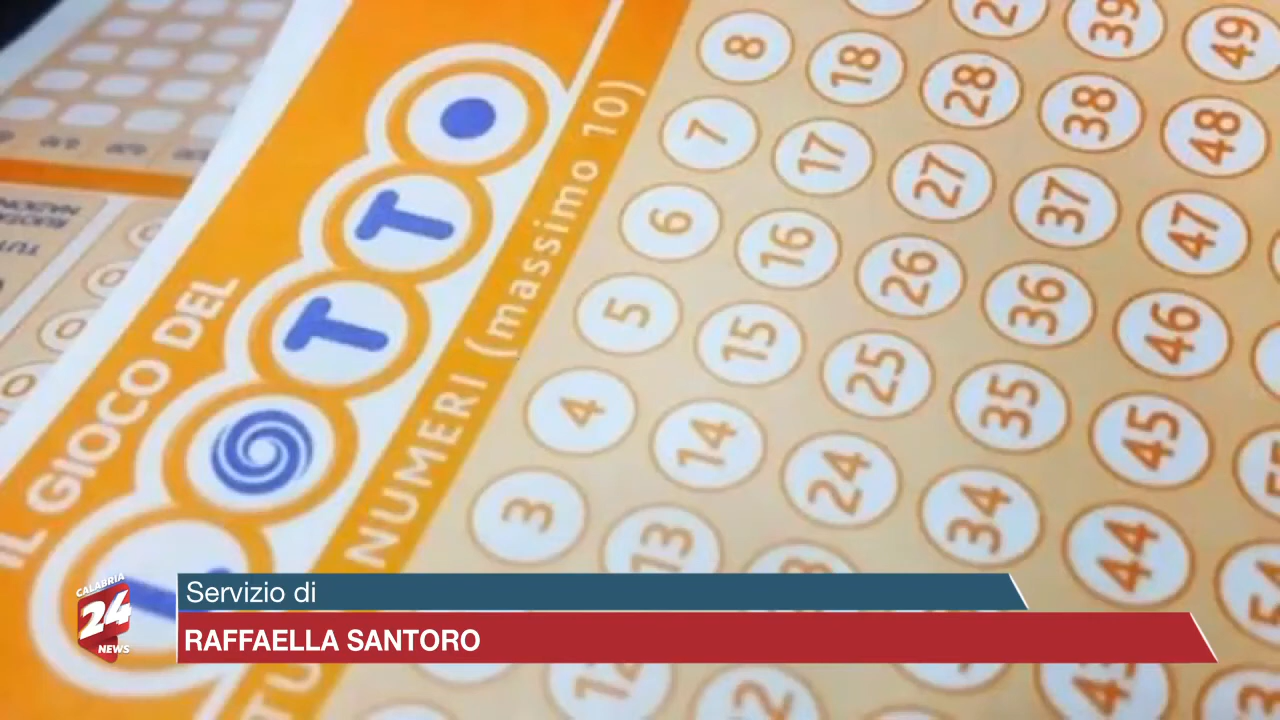 IL GIOCO DEL
LOTTO
NUMERI (massimo 10)
8 18 28 38 48
7 17 27 37 47
6 16 26 36 46
5 15 25 35 45
4 14 24 34 44
3 13
39 49
12
CALABRIA
24
NEWS
Servizio di
RAFFAELLA SANTORO